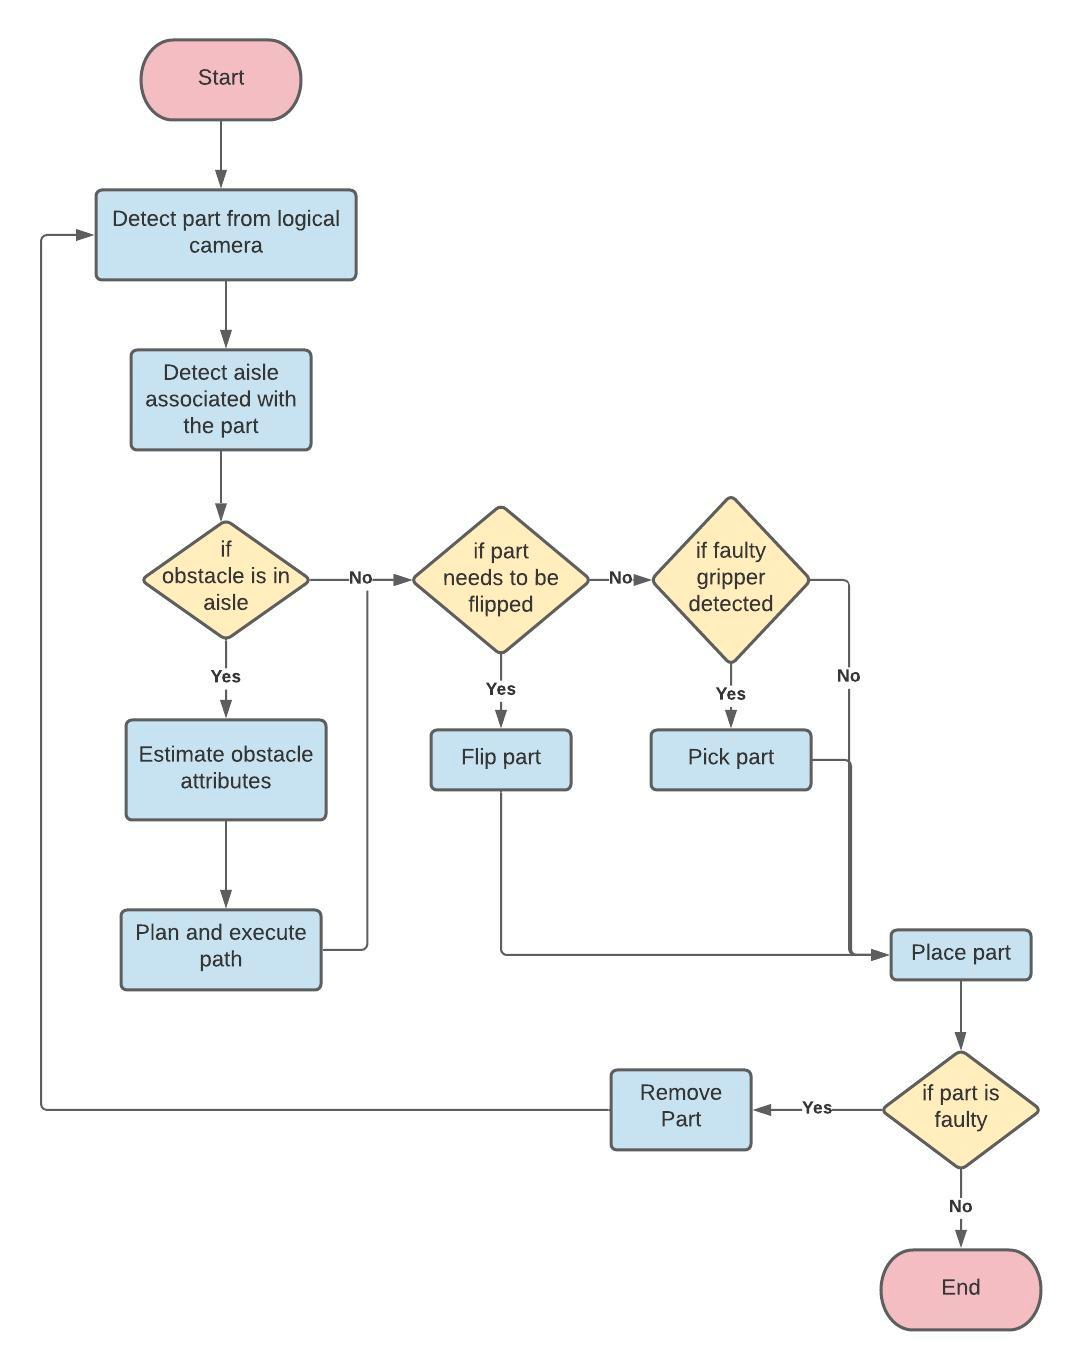 Start
Detect part from logical
camera
Detect aisle
associated with
the part
if
obstacle is in
aisle
No
if part
needs to be
flipped
No
if faulty
gripper
detected
No
Yes
Yes
Yes
Estimate obstacle
attributes
Flip part
Pick part
Plan and execute
path
Place part
Remove
Part
Yes
if part is
faulty
No
End